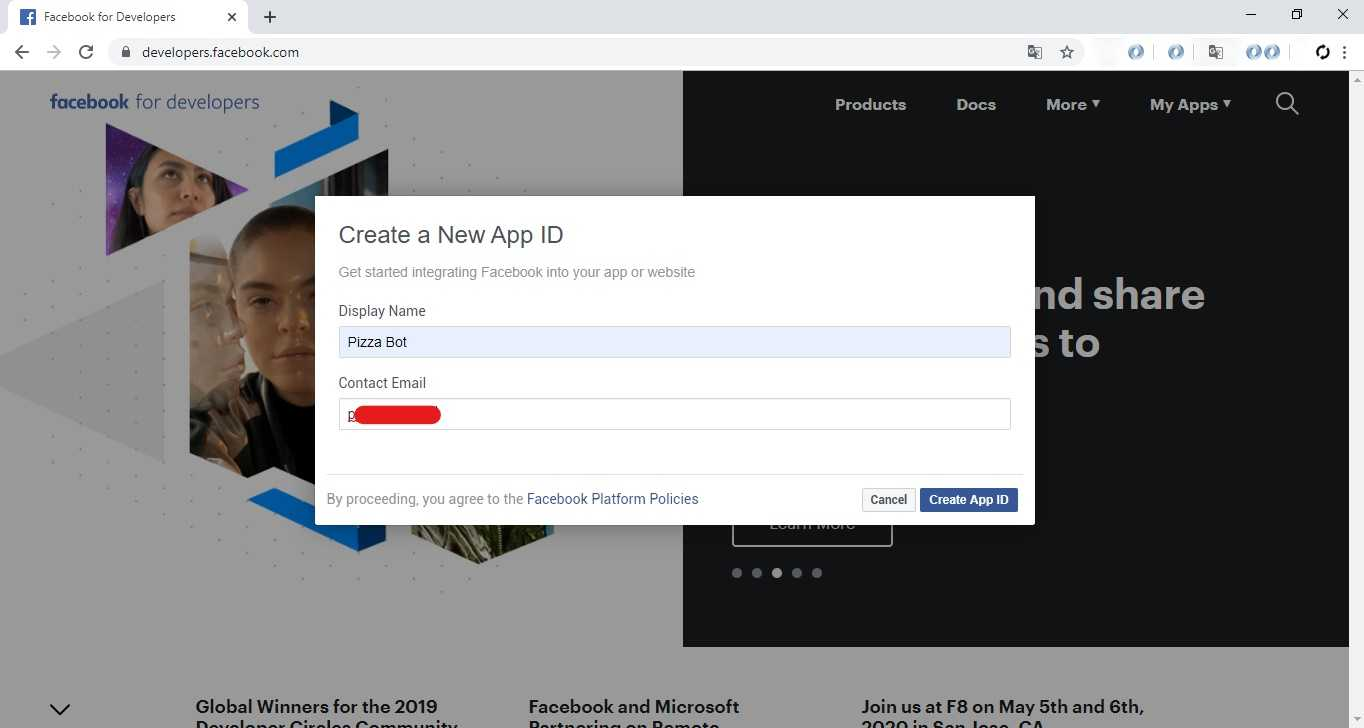 Facebook for Developers
developers.facebook.com
facebook for developers
Products Docs More My Apps
nd share
s to
Create a New App ID
Get started integrating Facebook into your app or website
Display Name
Pizza Bot
Contact Email
p
By proceeding, you agree to the Facebook Platform Policies
Cancel Create App ID
Learn More
Global Winners for the 2019
Developer Circles Community
Facebook and Microsoft
Partnering on Remote
Join us at F8 on May 5th and 6th,
2020 in San Jose, CA